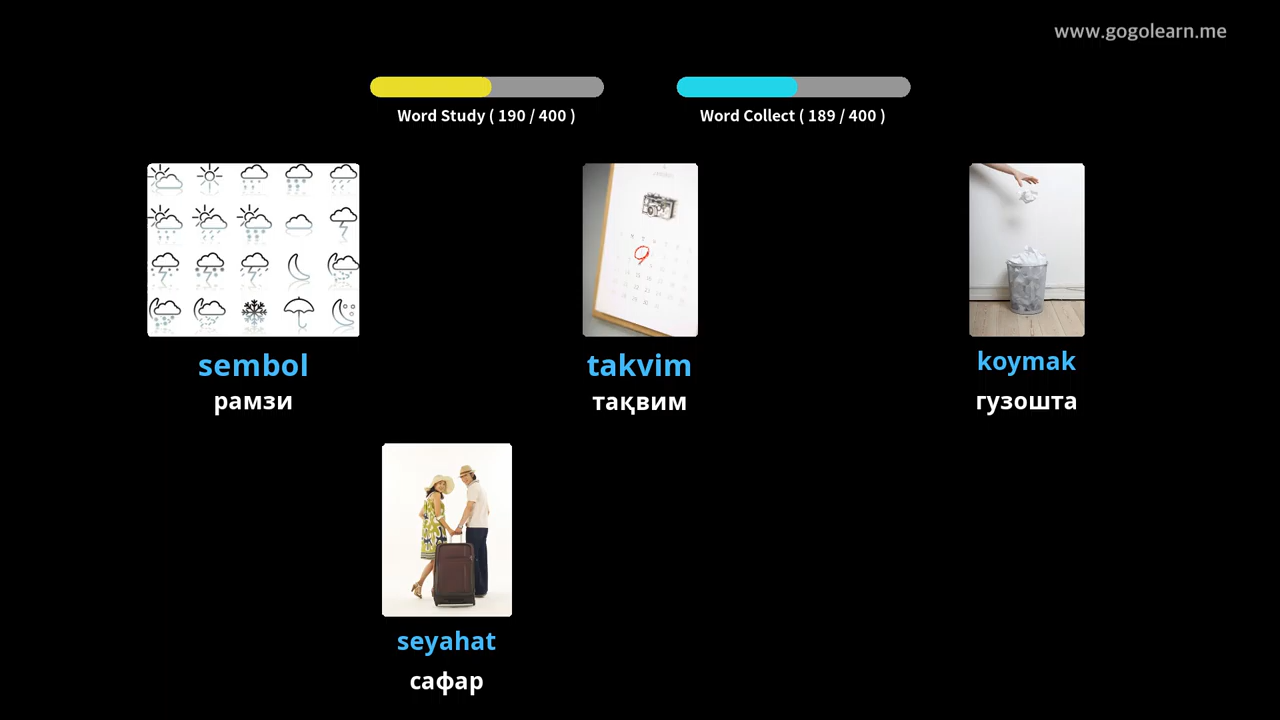 www.gogolearn.me
Word Study ( 190 / 400 )
Word Collect ( 189 / 400 )
9
sembol
takvim
koymak
рамзи
тақвим
гузошта
seyahat
сафар